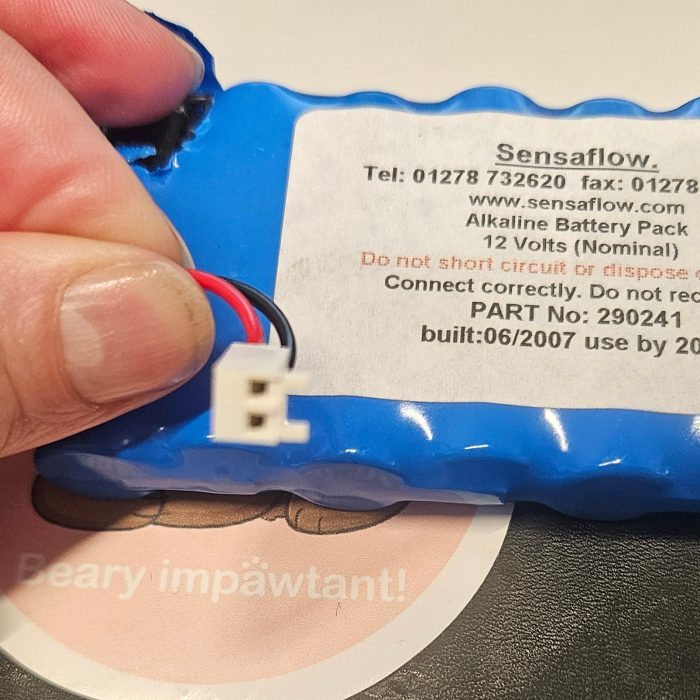 Sensaflow.
Tel: 01278 732620 fax: 01278
www.sensaflow.com
Alkaline Battery Pack
12 Volts (Nominal)
Do not short circuit or dispose
Connect correctly. Do not rec
PART No: 290241
built:06/2007 use by 20
Beary impäwtant!